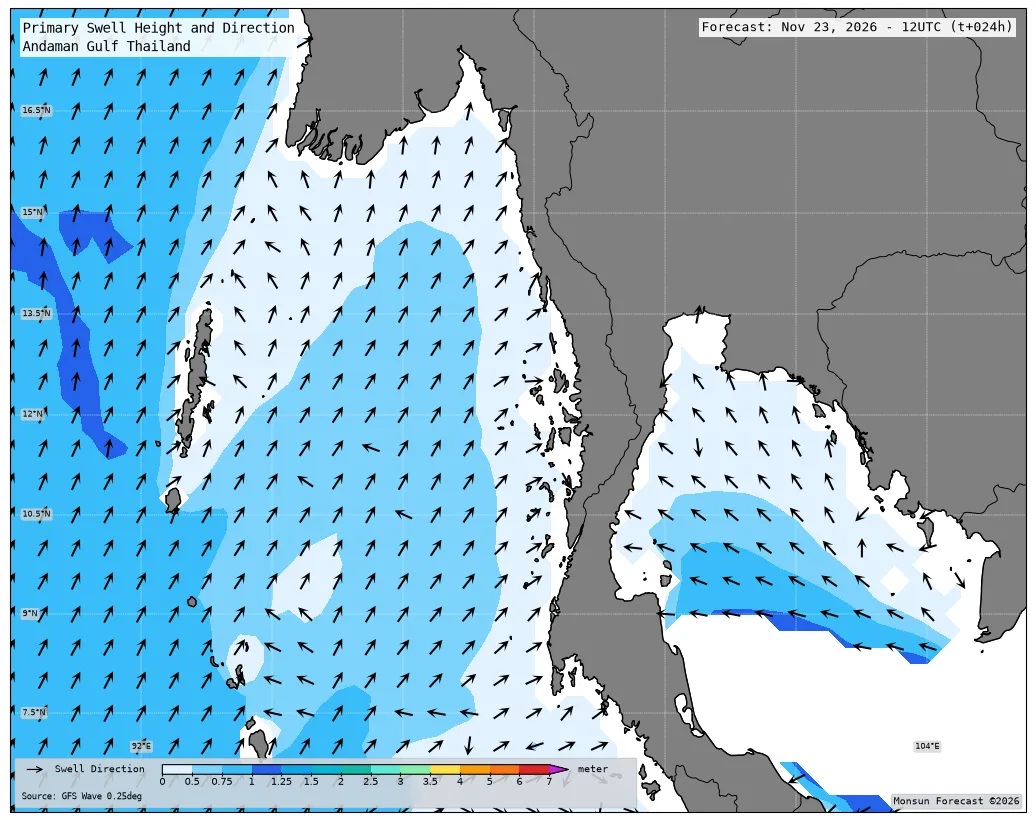 Primary Swell Height and Direction
Andaman Gulf Thailand
Forecast: Nov 23, 2026 - 12UTC (t+024h)
16.5°N
15°N
13.5°N
12°N
10.5°N
9°N
7.5°N
92°E
104°E
Swell Direction
meter
0 0.5 0.75 1 1.25 1.5 2 2.5 3 3.5 4 5 6 7
Source: GFS Wave 0.25deg
Monsun Forecast ©2026